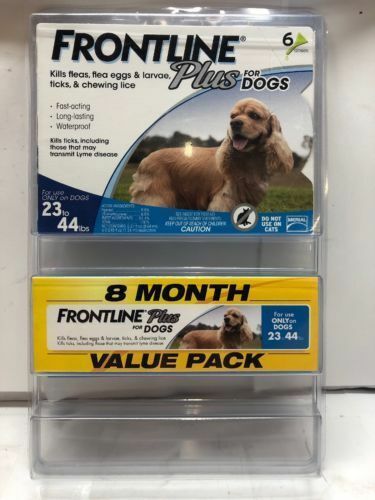 FRONTLINE®
Plus FOR DOGS
6
Kills fleas, flea eggs & larvae,
ticks, & chewing lice
· Fast-acting
· Long-lasting
· Waterproof
Kills ticks, including
those that may
transmit Lyme disease
For use
ONLY on DOGS
23 to
44 lbs
ACTIVE INGREDIENTS
KEEP OUT OF REACH OF CHILDREN
CAUTION
DO NOT
USE ON
CATS
MERIAL
8 MONTH
FRONTLINE Plus
FOR DOGS
Kills fleas, flea eggs & larvae, ticks, & chewing lice
Kills ticks, including those that may transmit Lyme disease
For use
ONLY on
DOGS
23 44 lbs
VALUE PACK